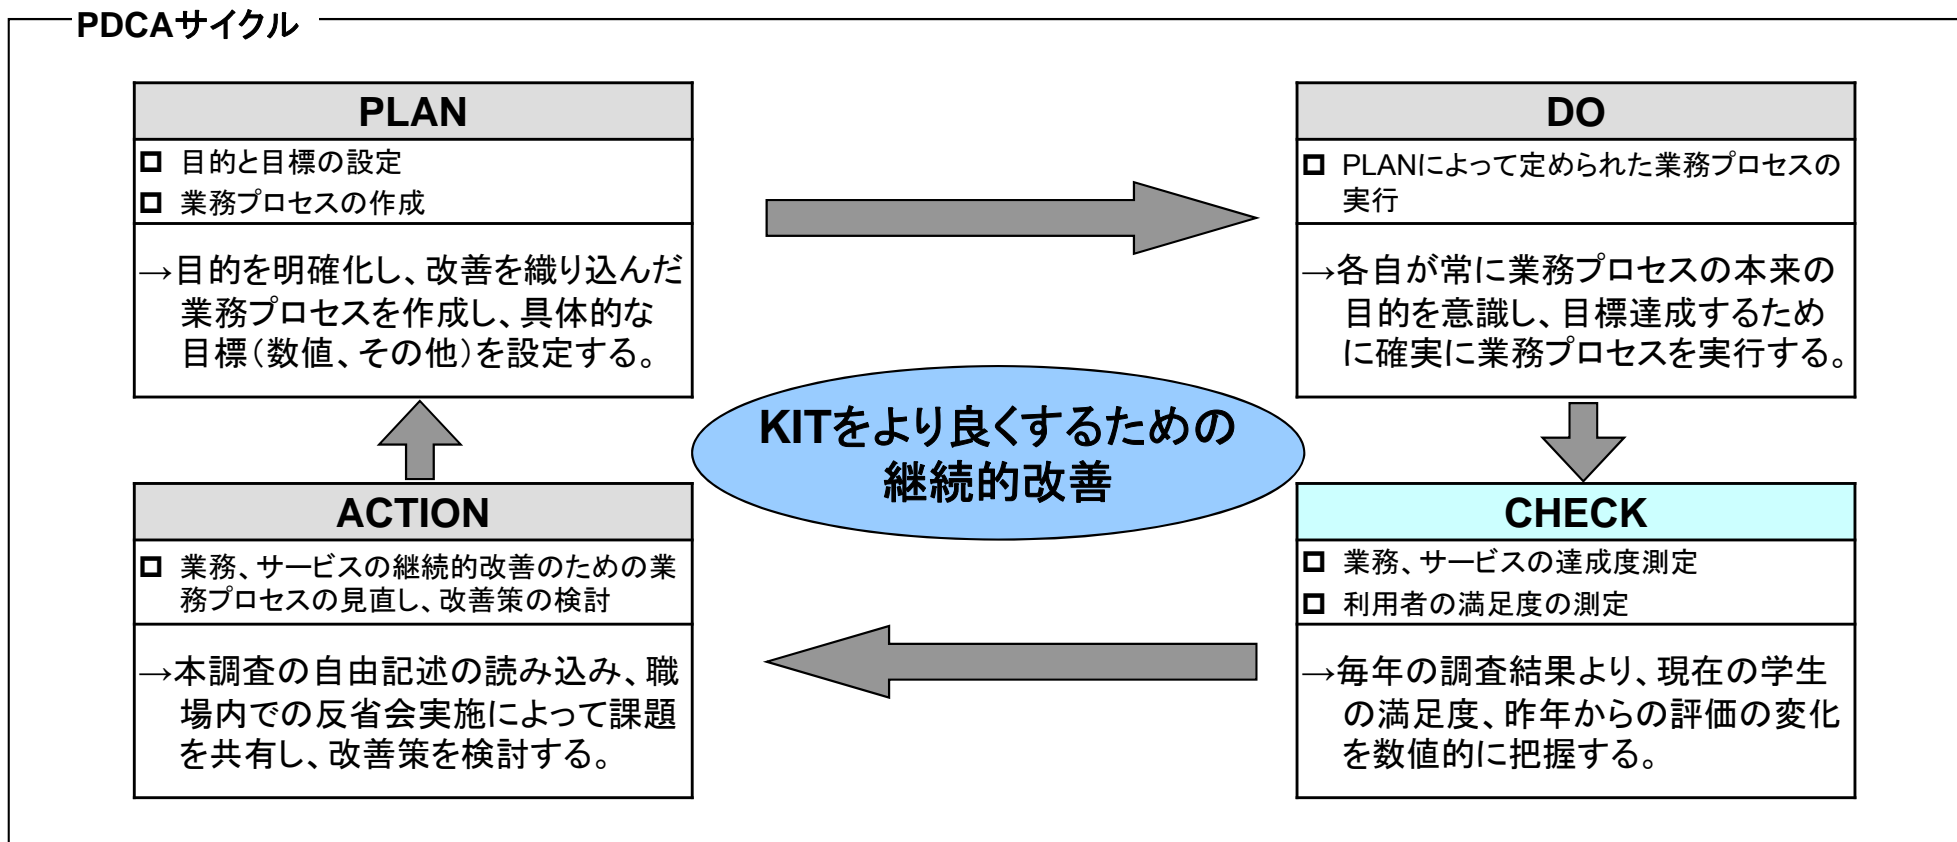 PDCAサイクル
PLAN
目的と目標の設定
業務プロセスの作成
→目的を明確化し、改善を織り込んだ
業務プロセスを作成し、具体的な
目標（数値、その他）を設定する。
DO
PLANによって定められた業務プロセスの
実行
→各自が常に業務プロセスの本来の
目的を意識し、目標達成するため
に確実に業務プロセスを実行する。
KITをより良くするための
継続的改善
ACTION
業務、サービスの継続的改善のための業
務プロセスの見直し、改善策の検討
→本調査の自由記述の読み込み、職
場内での反省会実施によって課題
を共有し、改善策を検討する。
CHECK
業務、サービスの達成度測定
利用者の満足度の測定
→毎年の調査結果より、現在の学生
の満足度、昨年からの評価の変化
を数値的に把握する。